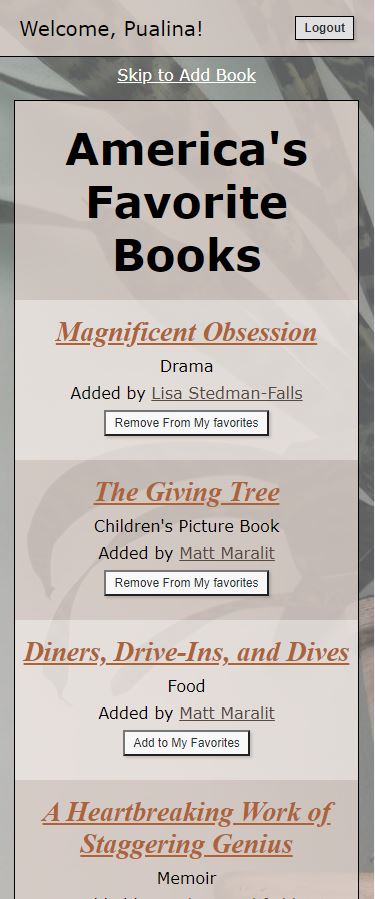 Welcome, Pualina!
Logout
Skip to Add Book
America's
Favorite
Books
Magnificent Obsession
Drama
Added by Lisa Stedman-Falls
Remove From My favorites
The Giving Tree
Children's Picture Book
Added by Matt Maralit
Remove From My favorites
Diners, Drive-Ins, and Dives
Food
Added by Matt Maralit
Add to My Favorites
A Heartbreaking Work of
Staggering Genius
Memoir